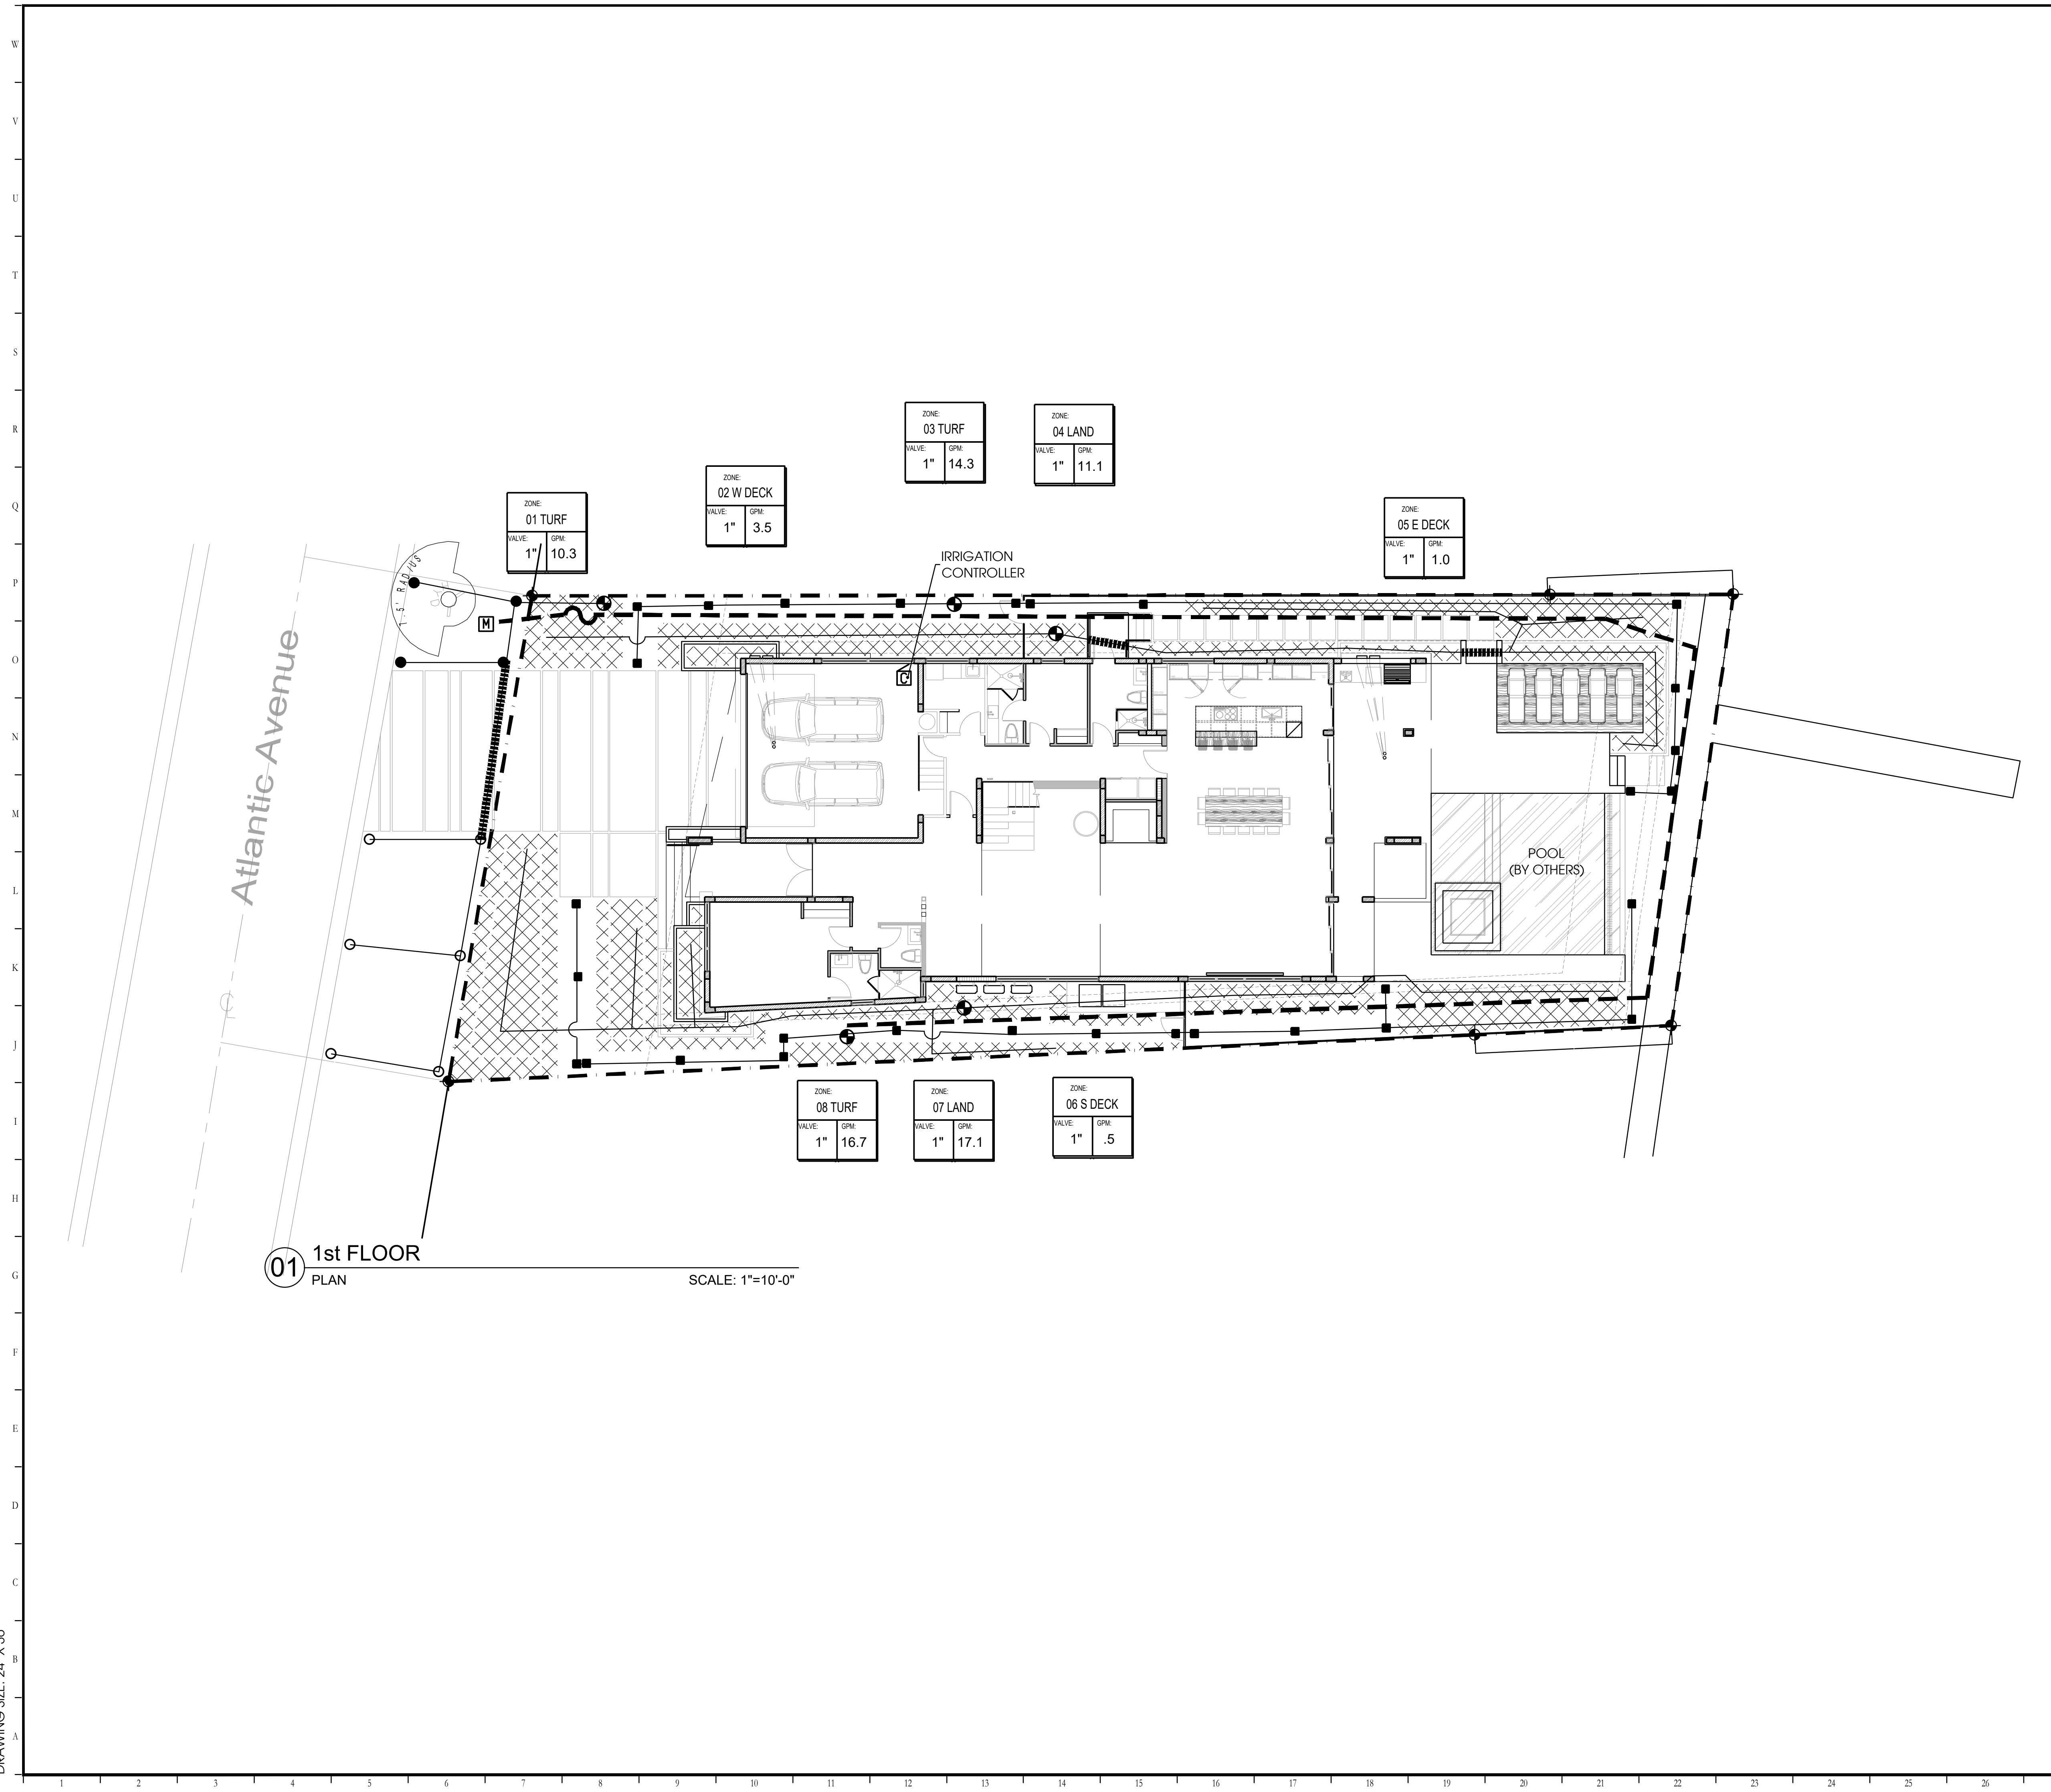 W
V
U
T
S
R
Q
P
O
N
M
L
K
J
I
H
G
F
E
D
C
B
A
ZONE:
03 TURF
VALVE: GPM:
1" 14.3
ZONE:
04 LAND
VALVE: GPM:
1" 11.1
ZONE:
02 W DECK
VALVE: GPM:
1" 3.5
ZONE:
01 TURF
VALVE: GPM:
1" 10.3
ZONE:
05 E DECK
VALVE: GPM:
1" 1.0
IRRIGATION
CONTROLLER
RADIUS
M
C
Atlantic Avenue
POOL
(BY OTHERS)
ZONE:
08 TURF
VALVE: GPM:
1" 16.7
ZONE:
07 LAND
VALVE: GPM:
1" 17.1
ZONE:
06 S DECK
VALVE: GPM:
1" .5
01 1st FLOOR
PLAN SCALE: 1"=10'-0"
DRAWING SIZE: 24" X 36"
1 2 3 4 5 6 7 8 9 10 11 12 13 14 15 16 17 18 19 20 21 22 23 24 25 26